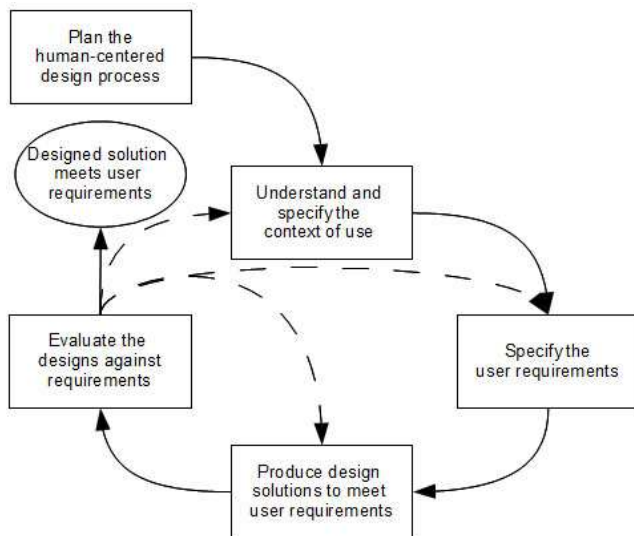 Plan the
human-centered
design process
Designed solution
meets user
requirements
Understand and
specify the
context of use
Evaluate the
designs against
requirements
Specify the
user requirements
Produce design
solutions to meet
user requirements